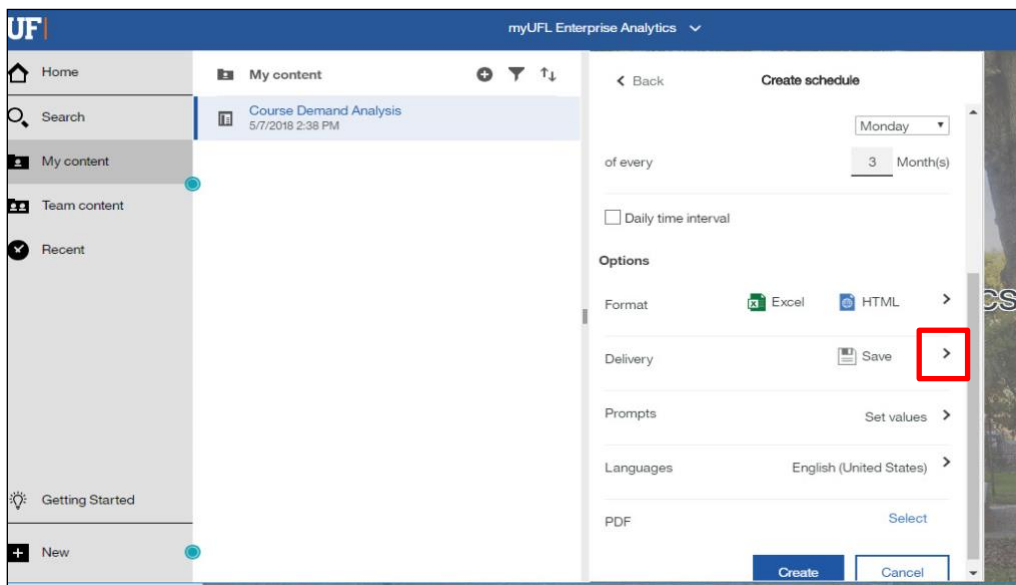 UF
myUFL Enterprise Analytics
Home
Search
My content
Team content
Recent
Getting Started
New
My content
Course Demand Analysis
5/7/2018 2:38 PM
Back
Create schedule
Monday
of every 3 Month(s)
Daily time interval
Options
Format Excel HTML
Delivery Save
Prompts Set values
Languages English (United States)
PDF Select
Create Cancel
CS